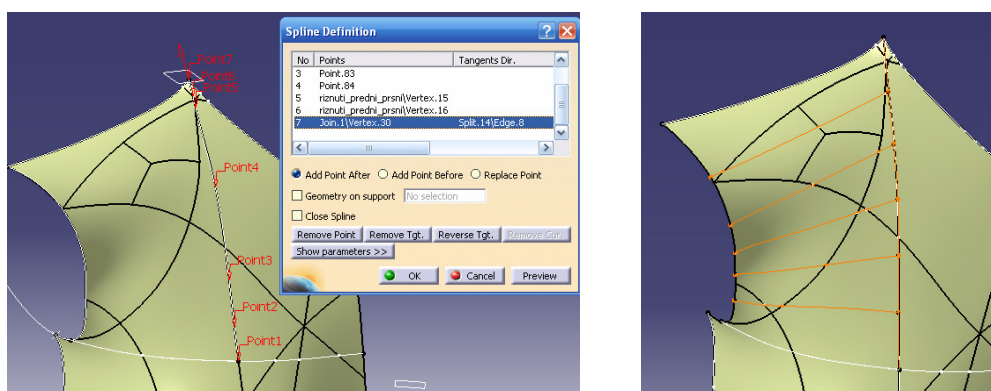 Spline Definition
No Points Tangents Dir.
3 Point.83
4 Point.84
5 riznuti_predni_prsni\Vertex.15
6 riznuti_predni_prsni\Vertex.16
7 Join.1\Vertex.30 Split.14\Edge.8
Add Point After Add Point Before Replace Point
Geometry on support No selection
Close Spline
Remove Point Remove Tgt. Reverse Tgt. Remove Cur.
Show parameters >>
OK Cancel Preview
Point7
Point4
Point3
Point2
Point1